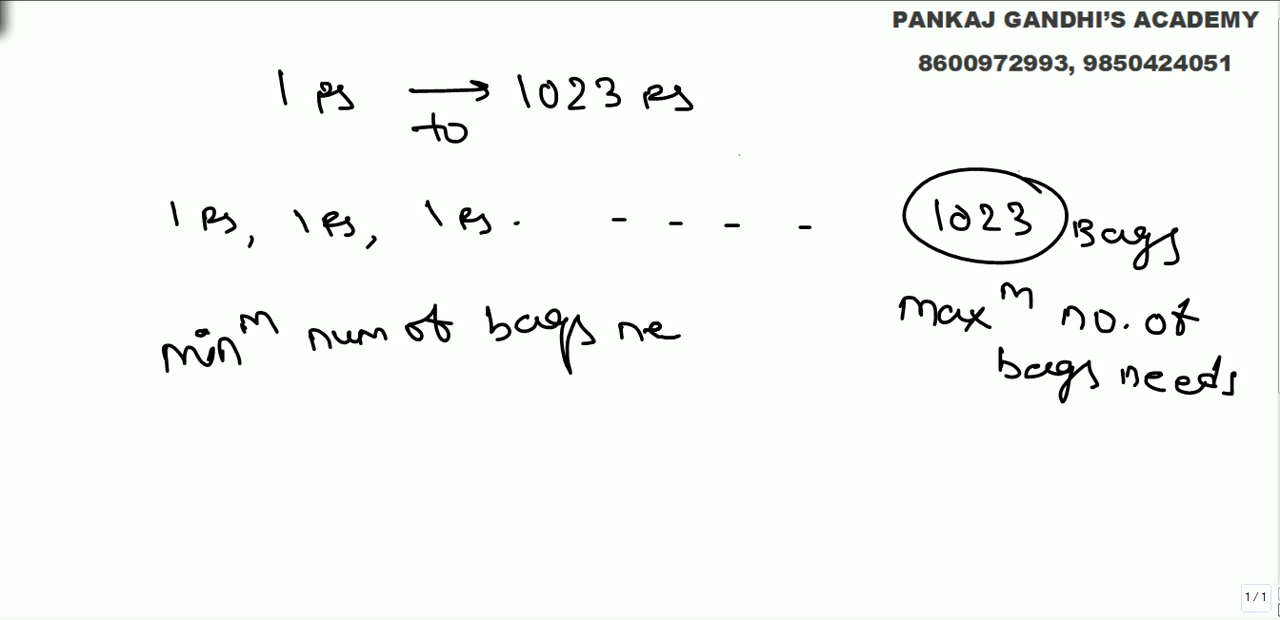 PANKAJ GANDHI'S ACADEMY
8600972993, 9850424051
1 Rs → 1023 Rs
to
1 Rs, 1 Rs, 1 Rs. - - - - 1023 Bags
minᵐ num of bags ne
maxᵐ no. of
bags needs
1 / 1